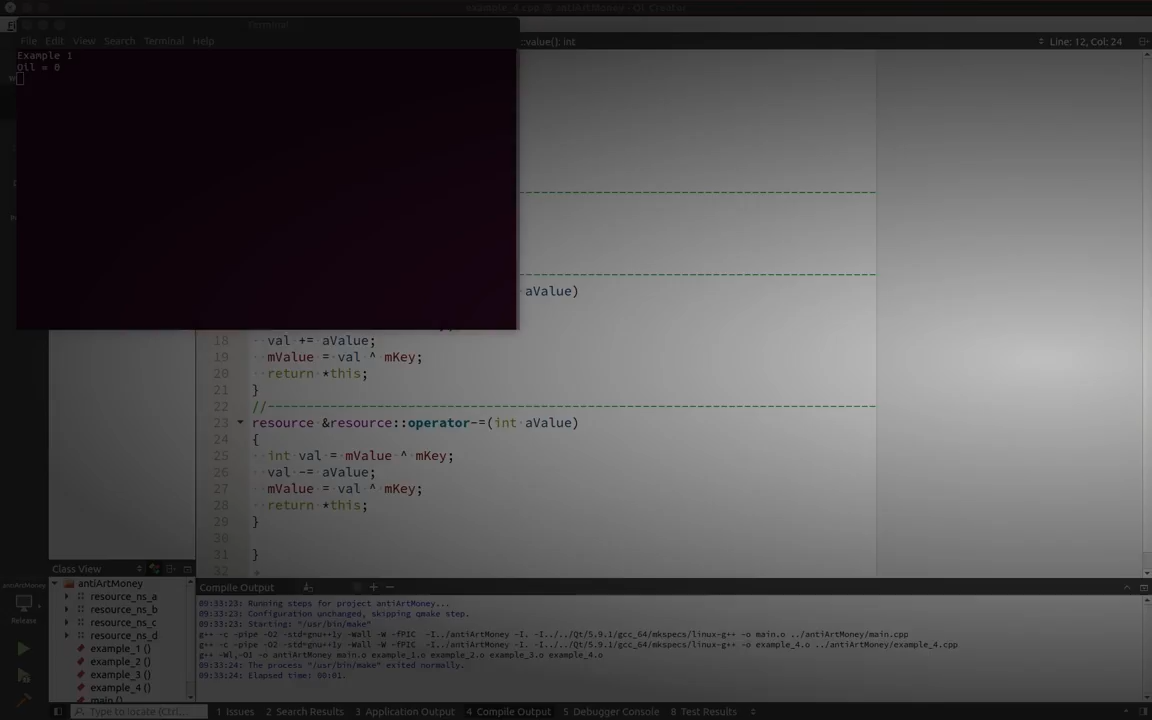 example_4.cpp @ antiArtMoney - Qt Creator
Terminal
File Edit View Search Terminal Help
::value(): int
Line: 12, Col: 24
Example 1
Oil = 0
aValue)
18 val += aValue;
19 mValue = val ^ mKey;
20 return *this;
21 }
22 //------------------------------------------------------------------------------
23 resource &resource::operator-=(int aValue)
24 {
25 int val = mValue ^ mKey;
26 val -= aValue;
27 mValue = val ^ mKey;
28 return *this;
29 }
30
31 }
32
Class View
antiArtMoney
resource_ns_a
resource_ns_b
resource_ns_c
resource_ns_d
example_1 ()
example_2 ()
example_3 ()
example_4 ()
main ()
antiArtMoney
Release
Compile Output
09:33:23: Running steps for project antiArtMoney...
09:33:23: Configuration unchanged, skipping qmake step.
09:33:23: Starting: "/usr/bin/make"
g++ -c -pipe -O2 -std=gnu++1y -Wall -W -fPIC -I../antiArtMoney -I. -I../../Qt/5.9.1/gcc_64/mkspecs/linux-g++ -o main.o ../antiArtMoney/main.cpp
g++ -c -pipe -O2 -std=gnu++1y -Wall -W -fPIC -I../antiArtMoney -I. -I../../Qt/5.9.1/gcc_64/mkspecs/linux-g++ -o example_4.o ../antiArtMoney/example_4.cpp
g++ -Wl,-O1 -o antiArtMoney main.o example_1.o example_2.o example_3.o example_4.o
09:33:24: The process "/usr/bin/make" exited normally.
09:33:24: Elapsed time: 00:01.
Type to locate (Ctrl...
1 Issues 2 Search Results 3 Application Output 4 Compile Output 5 Debugger Console 8 Test Results